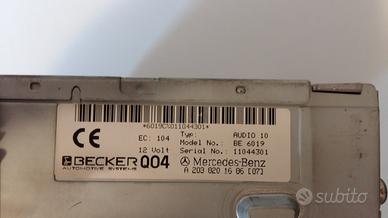 *6019CW011044301*
CE
EC: 104 Typ: AUDIO 10
Model No.: BE 6019
12 Volt Serial No.: 11044301
BECKER Q04 Mercedes-Benz
AUTOMOTIVE SYSTEMS
A 203 820 16 86 [07]
subito